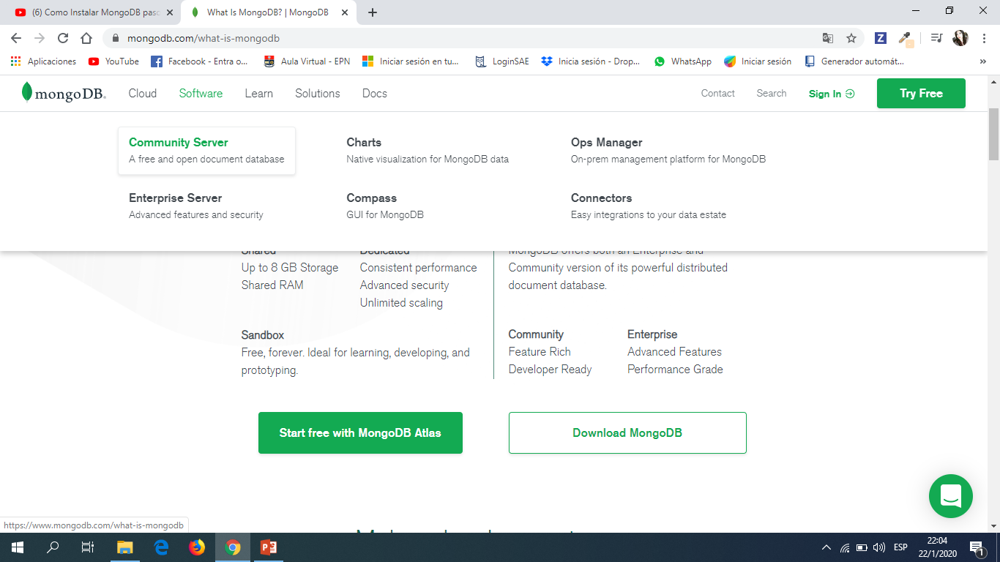 (6) Como Instalar MongoDB paso
What Is MongoDB? | MongoDB
mongodb.com/what-is-mongodb
Aplicaciones
YouTube
Facebook - Entra o...
Aula Virtual - EPN
Iniciar sesión en tu...
LoginSAE
Inicia sesión - Drop...
WhatsApp
Iniciar sesión
Generador automát...
mongoDB.
Cloud
Software
Learn
Solutions
Docs
Contact
Search
Sign In
Try Free
Community Server
A free and open document database
Charts
Native visualization for MongoDB data
Ops Manager
On-prem management platform for MongoDB
Enterprise Server
Advanced features and security
Compass
GUI for MongoDB
Connectors
Easy integrations to your data estate
Shared
Up to 8 GB Storage
Shared RAM
Dedicated
Consistent performance
Advanced security
Unlimited scaling
Sandbox
Free, forever. Ideal for learning, developing, and
prototyping.
MongoDB offers both an Enterprise and
Community version of its powerful distributed
document database.
Community
Feature Rich
Developer Ready
Enterprise
Advanced Features
Performance Grade
Start free with MongoDB Atlas
Download MongoDB
https://www.mongodb.com/what-is-mongodb
ESP
22:04
22/1/2020
1